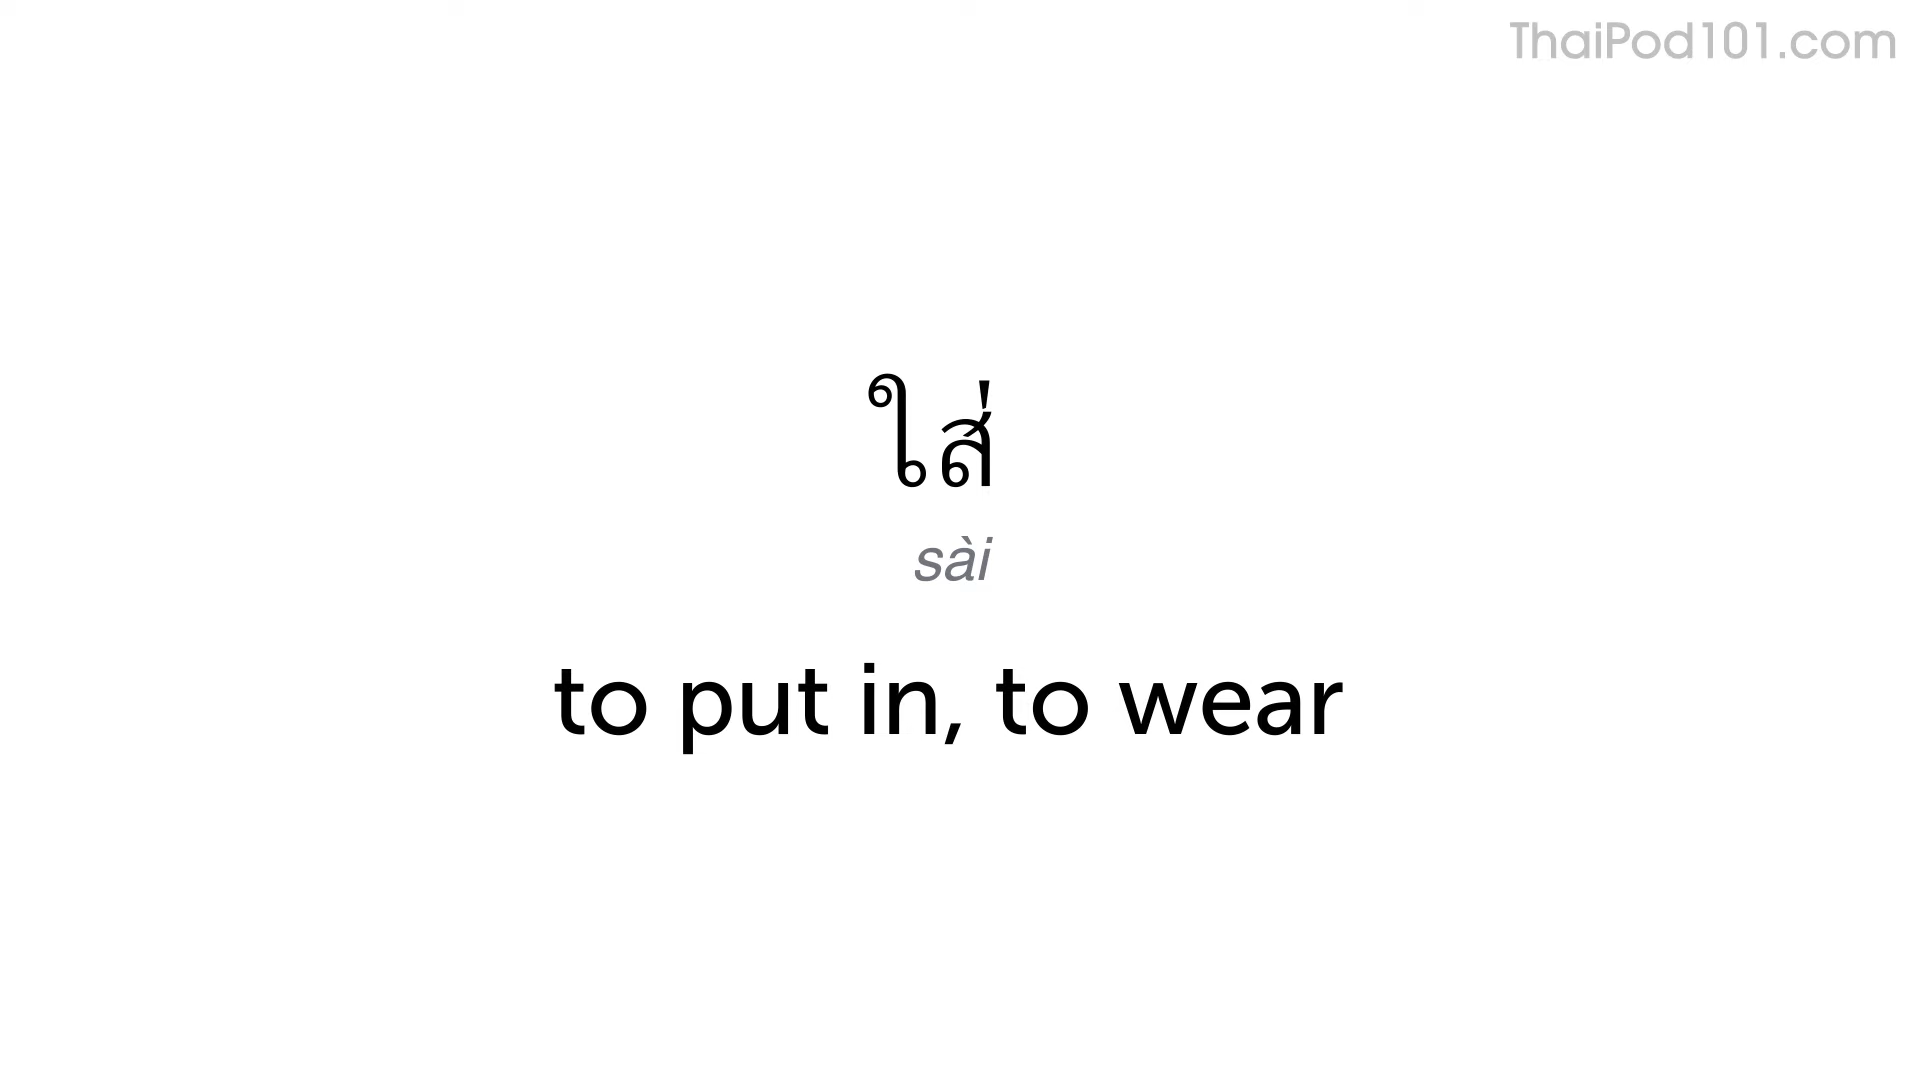 ThaiPod101.com
ใส่
sài
to put in, to wear